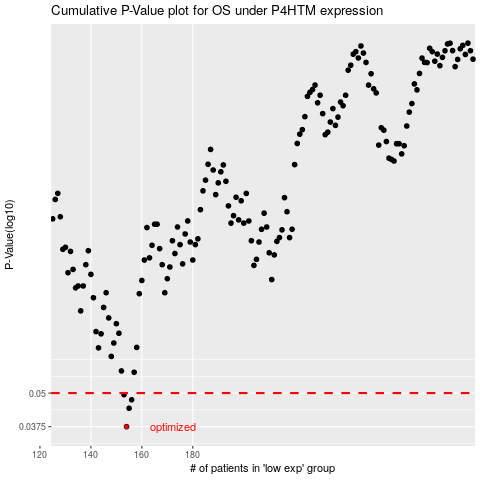 Cumulative P-Value plot for OS under P4HTM expression
P-Value(log10)
0.05
0.0375
optimized
120 140 160 180
# of patients in 'low exp' group